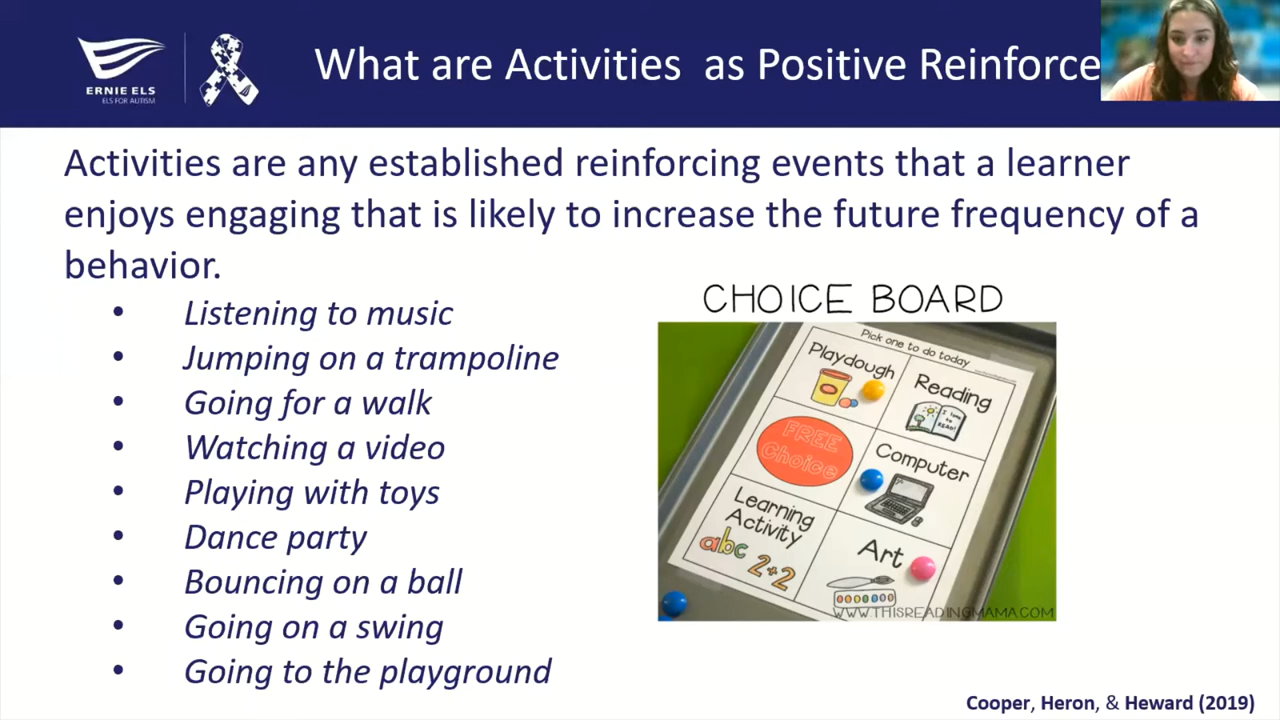 ERNIE ELS
ELS FOR AUTISM
What are Activities as Positive Reinforce
Activities are any established reinforcing events that a learner
enjoys engaging that is likely to increase the future frequency of a
behavior.
• Listening to music
• Jumping on a trampoline
• Going for a walk
• Watching a video
• Playing with toys
• Dance party
• Bouncing on a ball
• Going on a swing
• Going to the playground
CHOICE BOARD
Pick one to do today
Playdough
Reading
I love
to
READ!
FREE
Choice
Computer
Learning
Activity
abc 2+2
Art
WWW.THISREADINGMAMA.COM
Cooper, Heron, & Heward (2019)